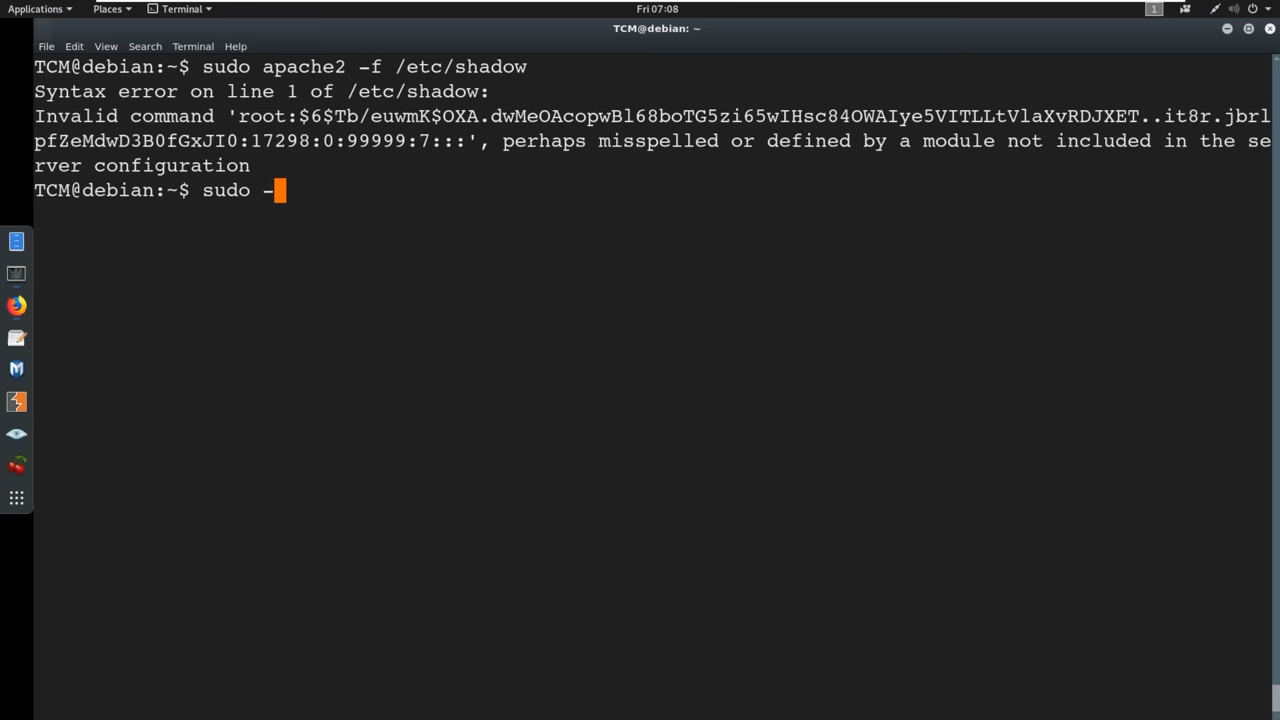 Applications Places Terminal Fri 07:08 1
TCM@debian: ~
File Edit View Search Terminal Help
TCM@debian:~$ sudo apache2 -f /etc/shadow
Syntax error on line 1 of /etc/shadow:
Invalid command 'root:$6$Tb/euwmK$OXA.dwMeOAcopwBl68boTG5zi65wIHsc84OWAIye5VITLLtVlaXvRDJXET..it8r.jbrl
pfZeMdwD3B0fGxJI0:17298:0:99999:7:::', perhaps misspelled or defined by a module not included in the se
rver configuration
TCM@debian:~$ sudo -